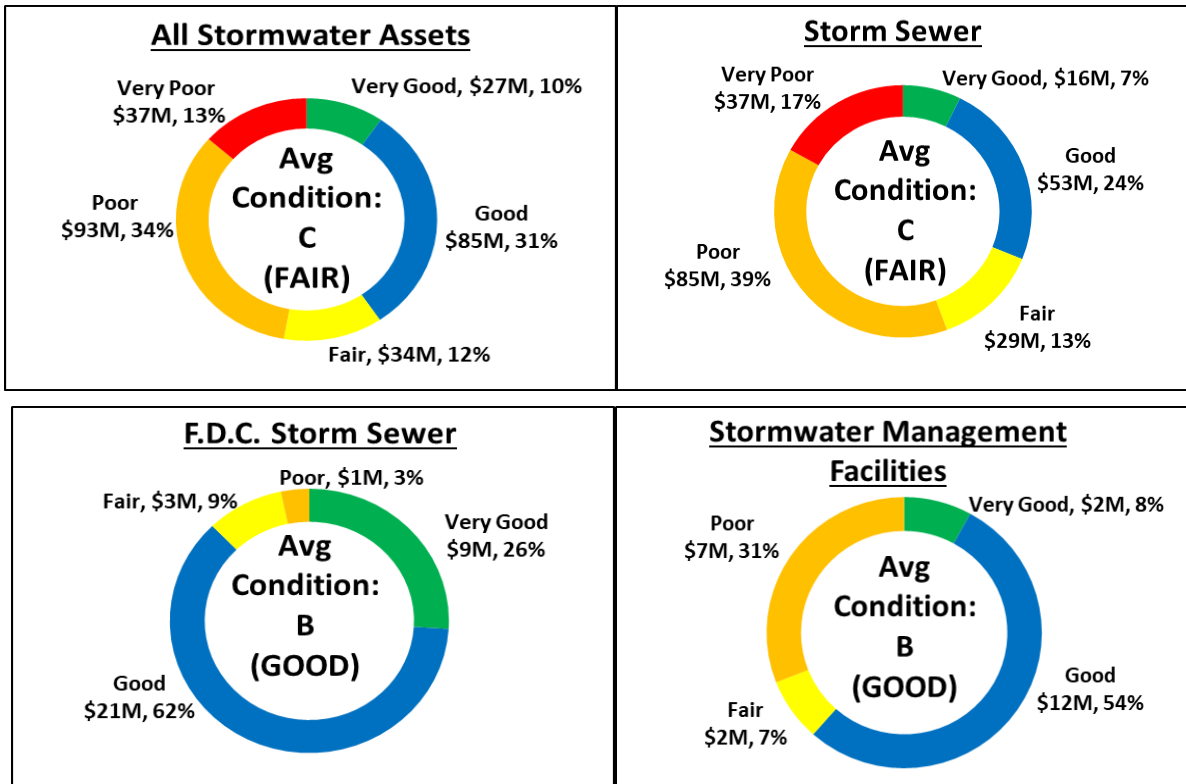 All Stormwater Assets
Very Poor
$37M, 13%
Very Good, $27M, 10%
Poor
$93M, 34%
Avg
Condition:
C
(FAIR)
Good
$85M, 31%
Fair, $34M, 12%
Storm Sewer
Very Poor
$37M, 17%
Very Good, $16M, 7%
Avg
Condition:
C
(FAIR)
Good
$53M, 24%
Poor
$85M, 39%
Fair
$29M, 13%
F.D.C. Storm Sewer
Poor, $1M, 3%
Fair, $3M, 9%
Very Good
$9M, 26%
Avg
Condition:
B
(GOOD)
Good
$21M, 62%
Stormwater Management
Facilities
Very Good, $2M, 8%
Poor
$7M, 31%
Avg
Condition:
B
(GOOD)
Good
$12M, 54%
Fair
$2M, 7%